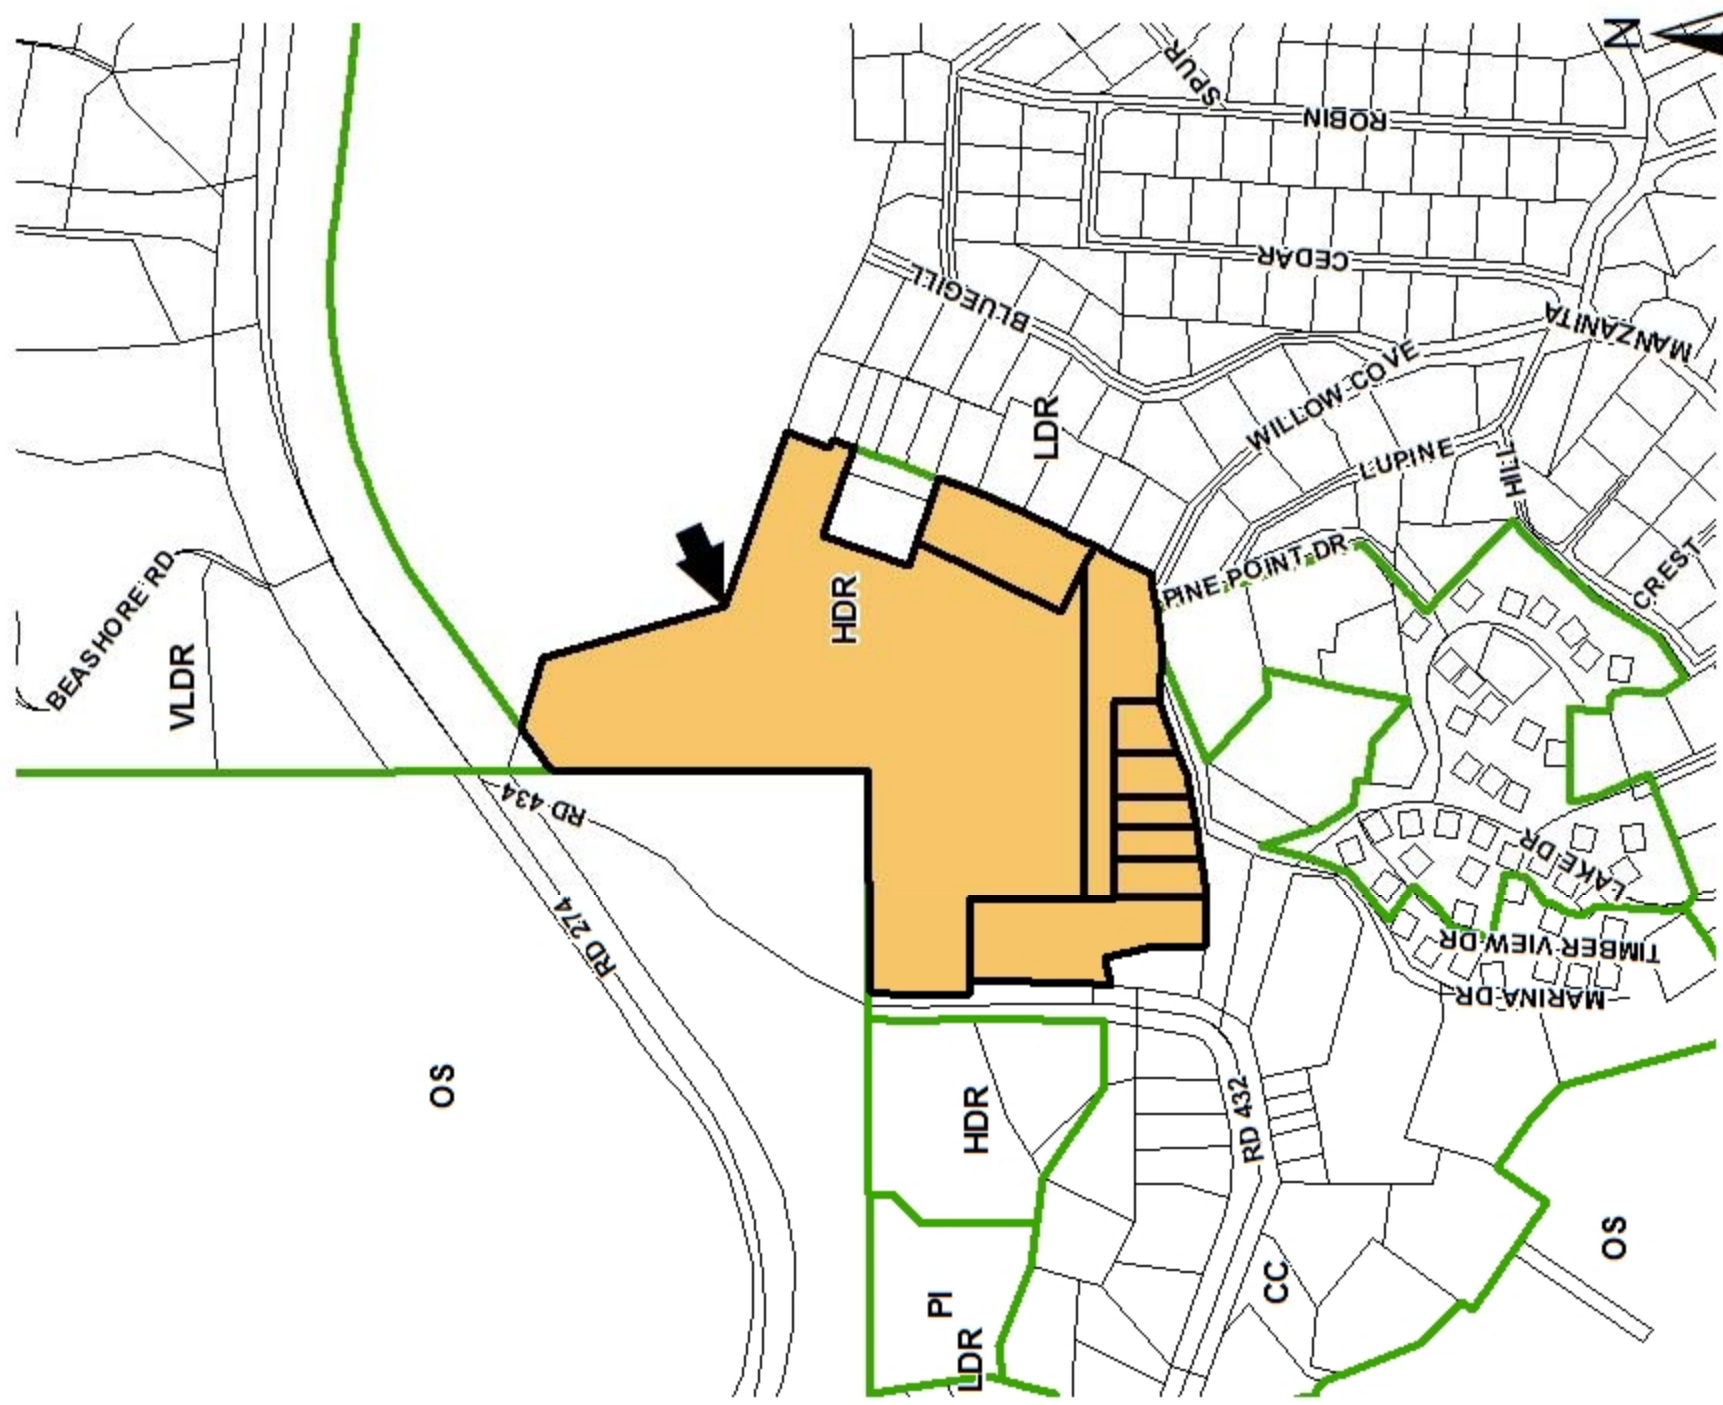 N
SPUR
ROBIN
CEDAR
BLUEGILL
MANZANITA
WILLOW COVE
LDR
LUPINE
HILL
PINE POINT DR
CREST
HDR
BEASHORE RD
VLDR
RD 434
LAKE DR
RD 274
TIMBER VIEW DR
MARINA DR
OS
HDR
RD 432
OS
CC
PI
LDR